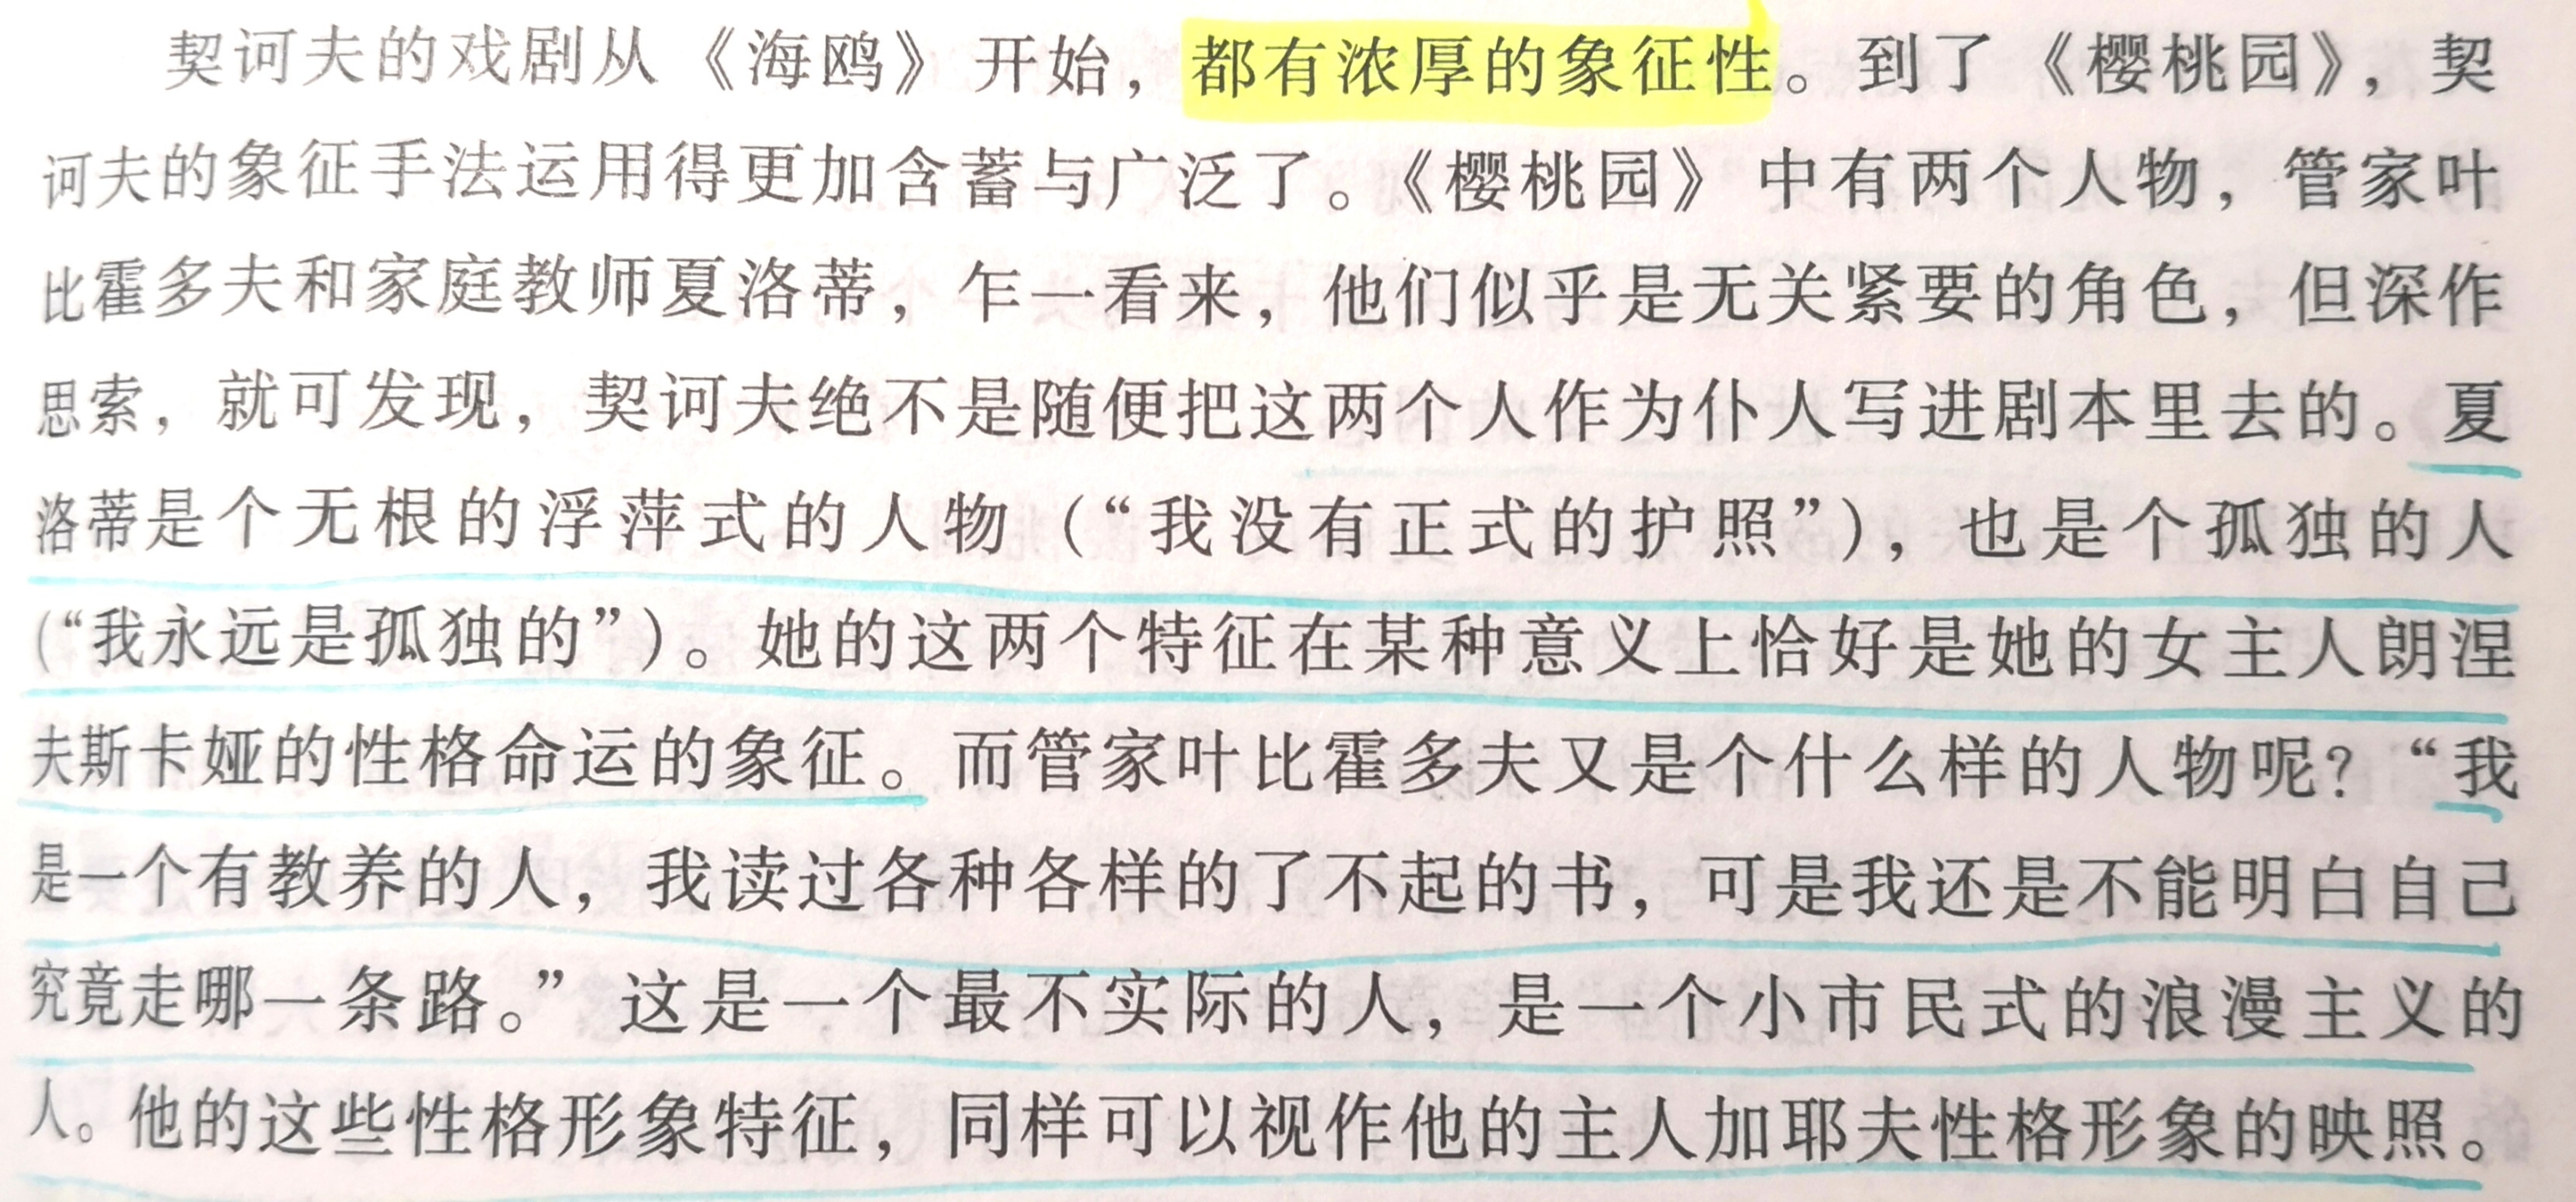 契诃夫的戏剧从《海鸥》开始，都有浓厚的象征性。到了《樱桃园》，契
诃夫的象征手法运用得更加含蓄与广泛了。《樱桃园》中有两个人物，管家叶
比霍多夫和家庭教师夏洛蒂，乍一看来，他们似乎是无关紧要的角色，但深作
思索，就可发现，契诃夫绝不是随便把这两个人作为仆人写进剧本里去的。夏
洛蒂是个无根的浮萍式的人物（“我没有正式的护照”），也是个孤独的人
（“我永远是孤独的”）。她的这两个特征在某种意义上恰好是她的女主人朗涅
夫斯卡娅的性格命运的象征。而管家叶比霍多夫又是个什么样的人物呢？“我
是一个有教养的人，我读过各种各样的了不起的书，可是我还是不能明白自己
究竟走哪一条路。”这是一个最不实际的人，是一个小市民式的浪漫主义的
人。他的这些性格形象特征，同样可以视作他的主人加耶夫性格形象的映照。